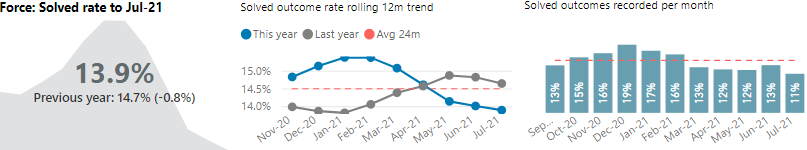 Force: Solved rate to Jul-21
13.9%
Previous year: 14.7% (-0.8%)
Solved outcome rate rolling 12m trend
This year Last year Avg 24m
15.0%
14.5%
14.0%
Nov-20 Dec-20 Jan-21 Feb-21 Mar-21 Apr-21 May-21 Jun-21 Jul-21
Solved outcomes recorded per month
13% 15% 16% 19% 17% 16% 13% 12% 12% 13% 11%
Sep... Oct-20 Nov-20 Dec-20 Jan-21 Feb-21 Mar-21 Apr-21 May-21 Jun-21 Jul-21